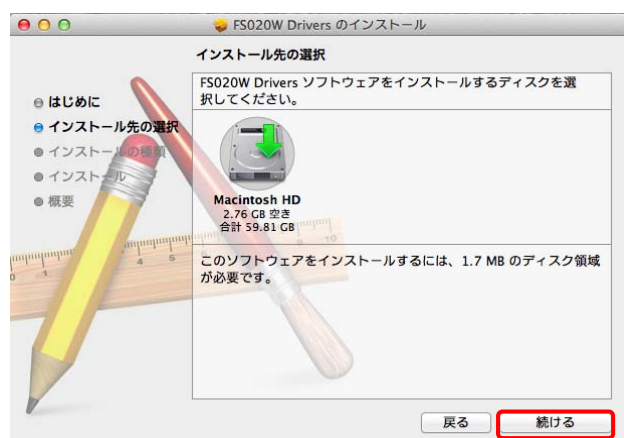 FS020W Drivers のインストール
インストール先の選択
はじめに
インストール先の選択
インストールの種類
インストール
概要
FS020W Drivers ソフトウェアをインストールするディスクを選
択してください。
Macintosh HD
2.76 GB 空き
合計 59.81 GB
このソフトウェアをインストールするには、1.7 MB のディスク領域
が必要です。
0 1 4 5 10
戻る
続ける